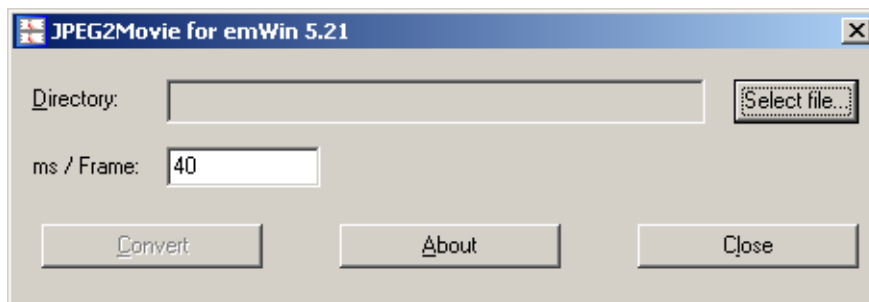 JPEG2Movie for emWin 5.21
Directory: Select file...
ms / Frame: 40
Convert About Close